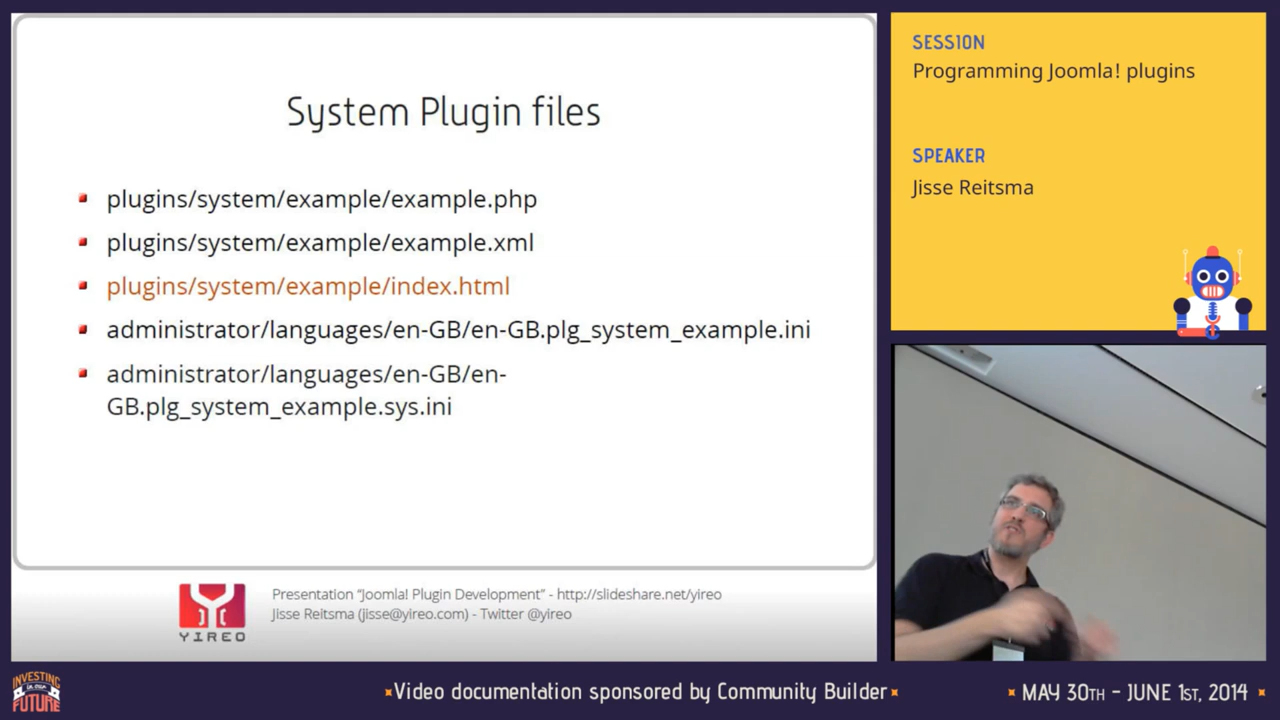 System Plugin files
plugins/system/example/example.php
plugins/system/example/example.xml
plugins/system/example/index.html
administrator/languages/en-GB/en-GB.plg_system_example.ini
administrator/languages/en-GB/en-
GB.plg_system_example.sys.ini
YIREO
Presentation “Joomla! Plugin Development” - http://slideshare.net/yireo
Jisse Reitsma (jisse@yireo.com) - Twitter @yireo
SESSION
Programming Joomla! plugins
SPEAKER
Jisse Reitsma
INVESTING
IN OUR
FUTURE
Video documentation sponsored by Community Builder
MAY 30TH - JUNE 1ST, 2014